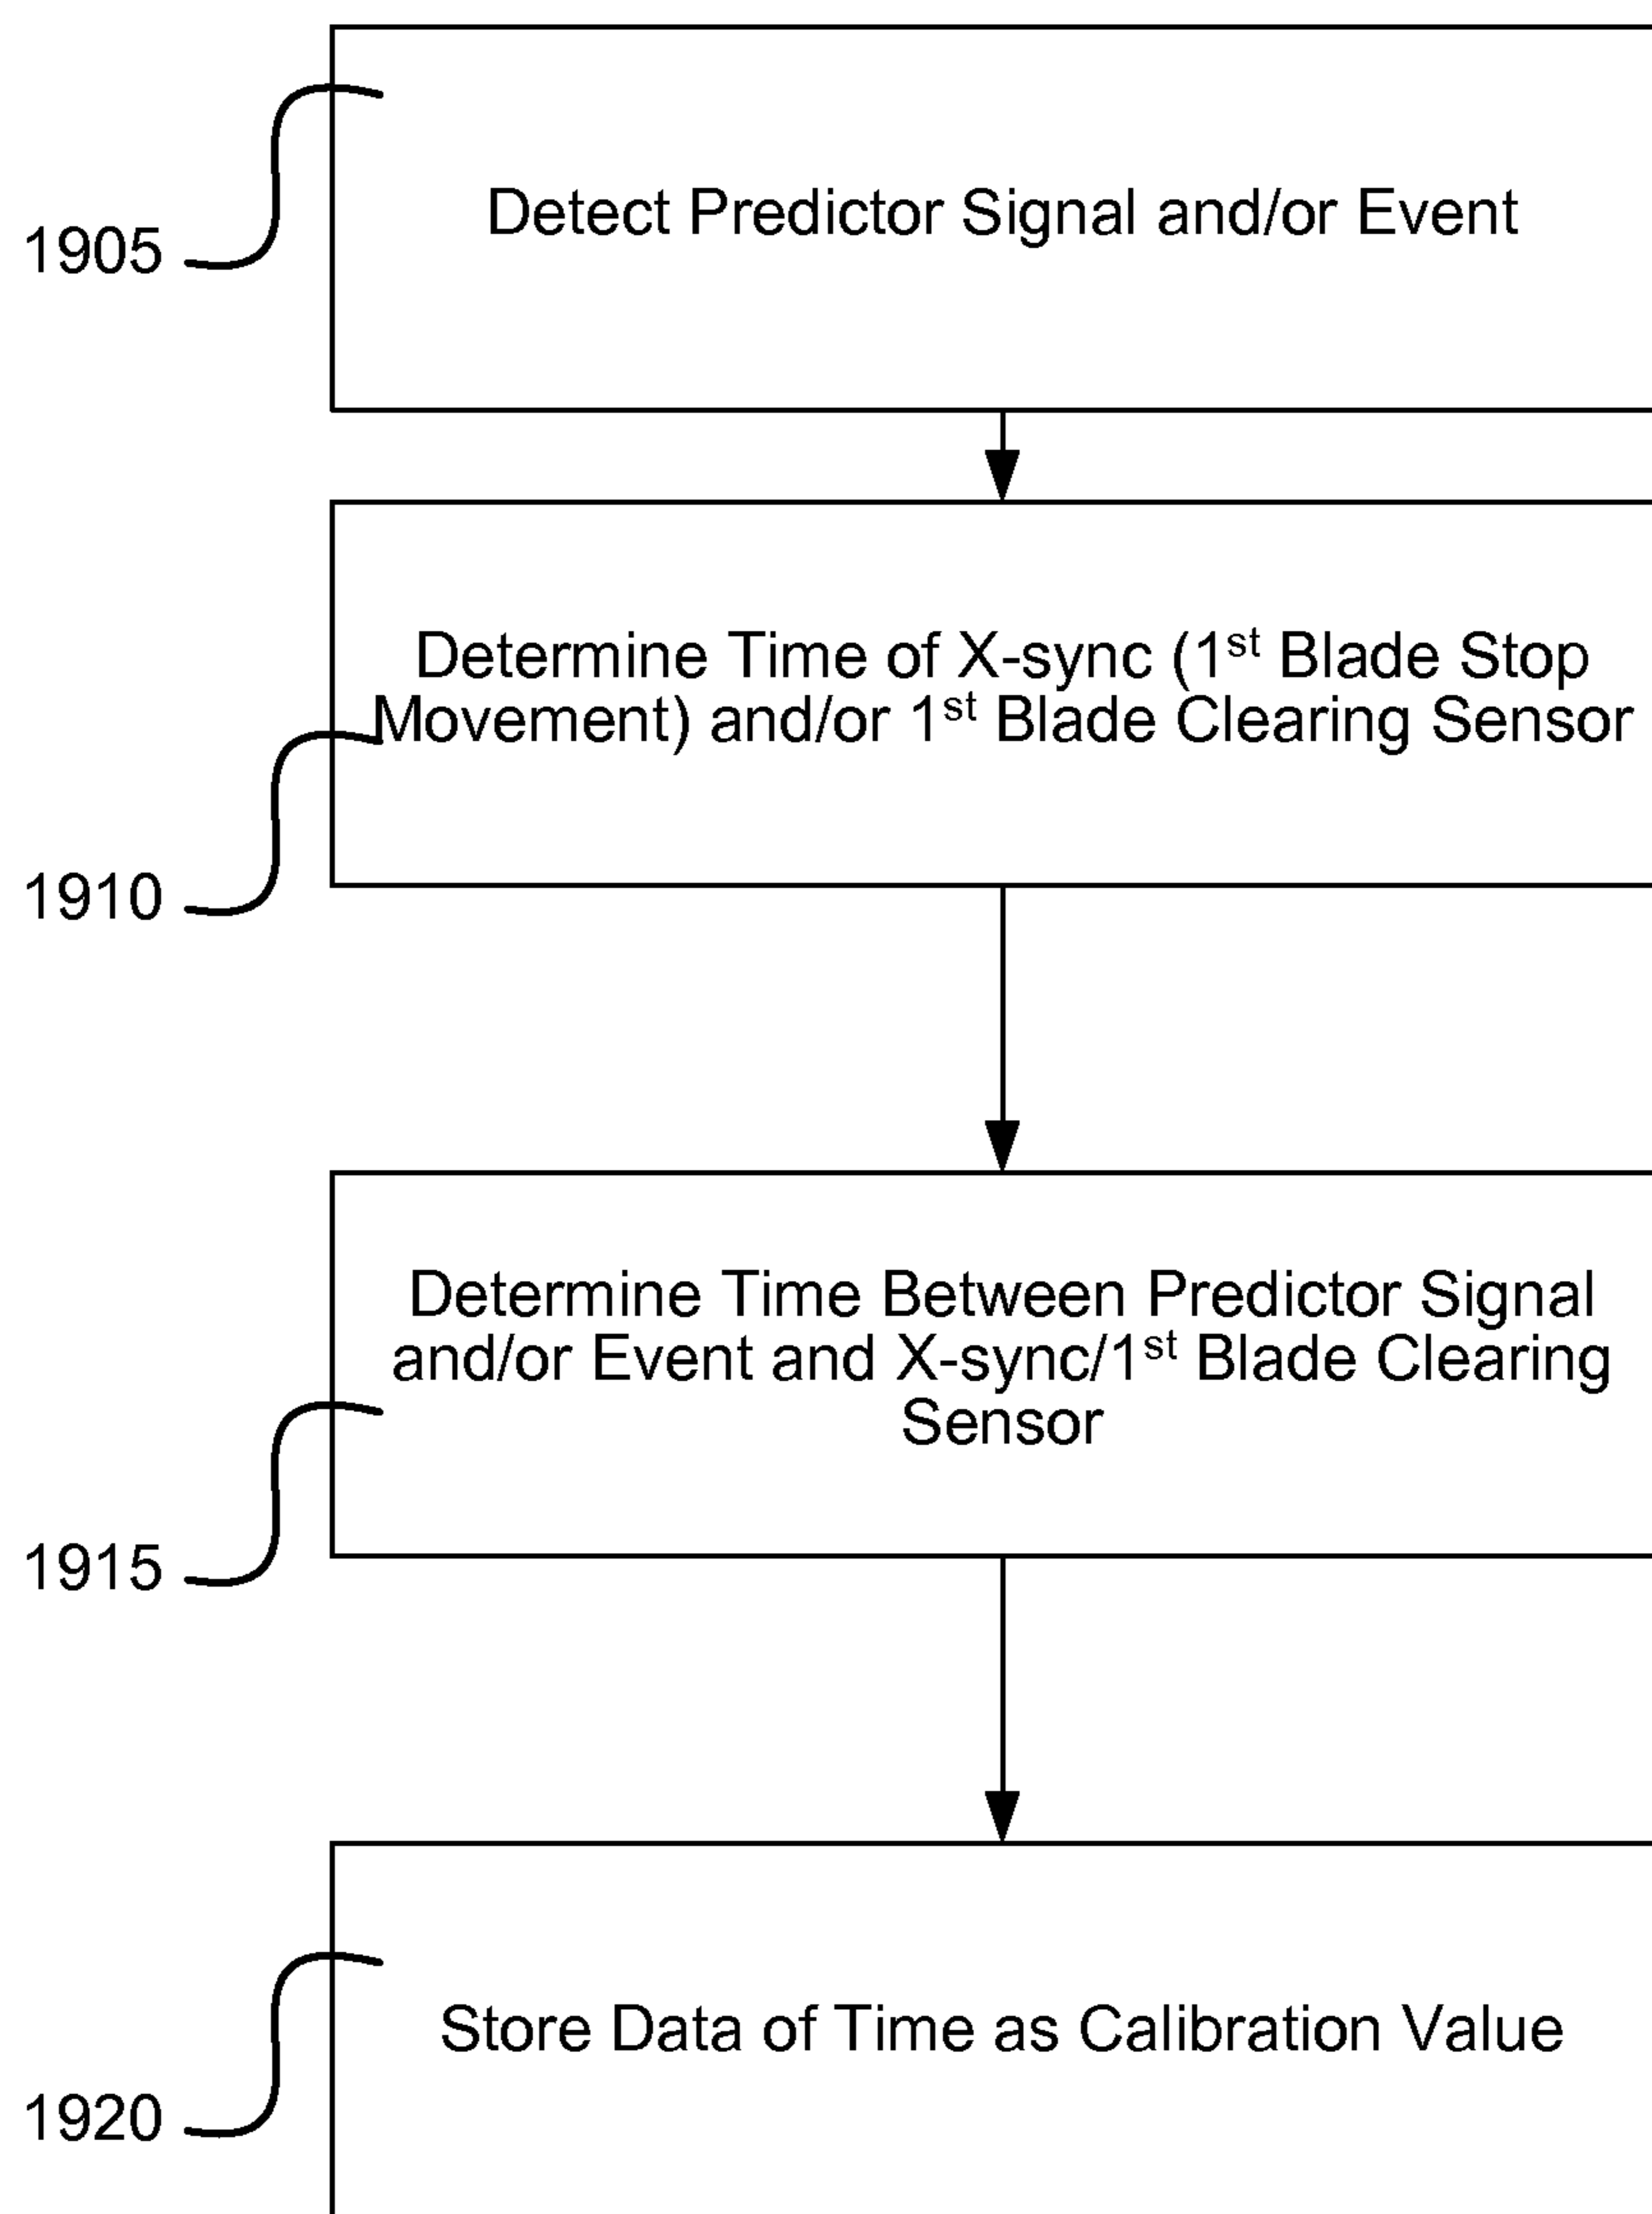 Detect Predictor Signal and/or Event
1905
Determine Time of X-sync (1st Blade Stop
Movement) and/or 1st Blade Clearing Sensor
1910
Determine Time Between Predictor Signal
and/or Event and X-sync/1st Blade Clearing
Sensor
1915
Store Data of Time as Calibration Value
1920